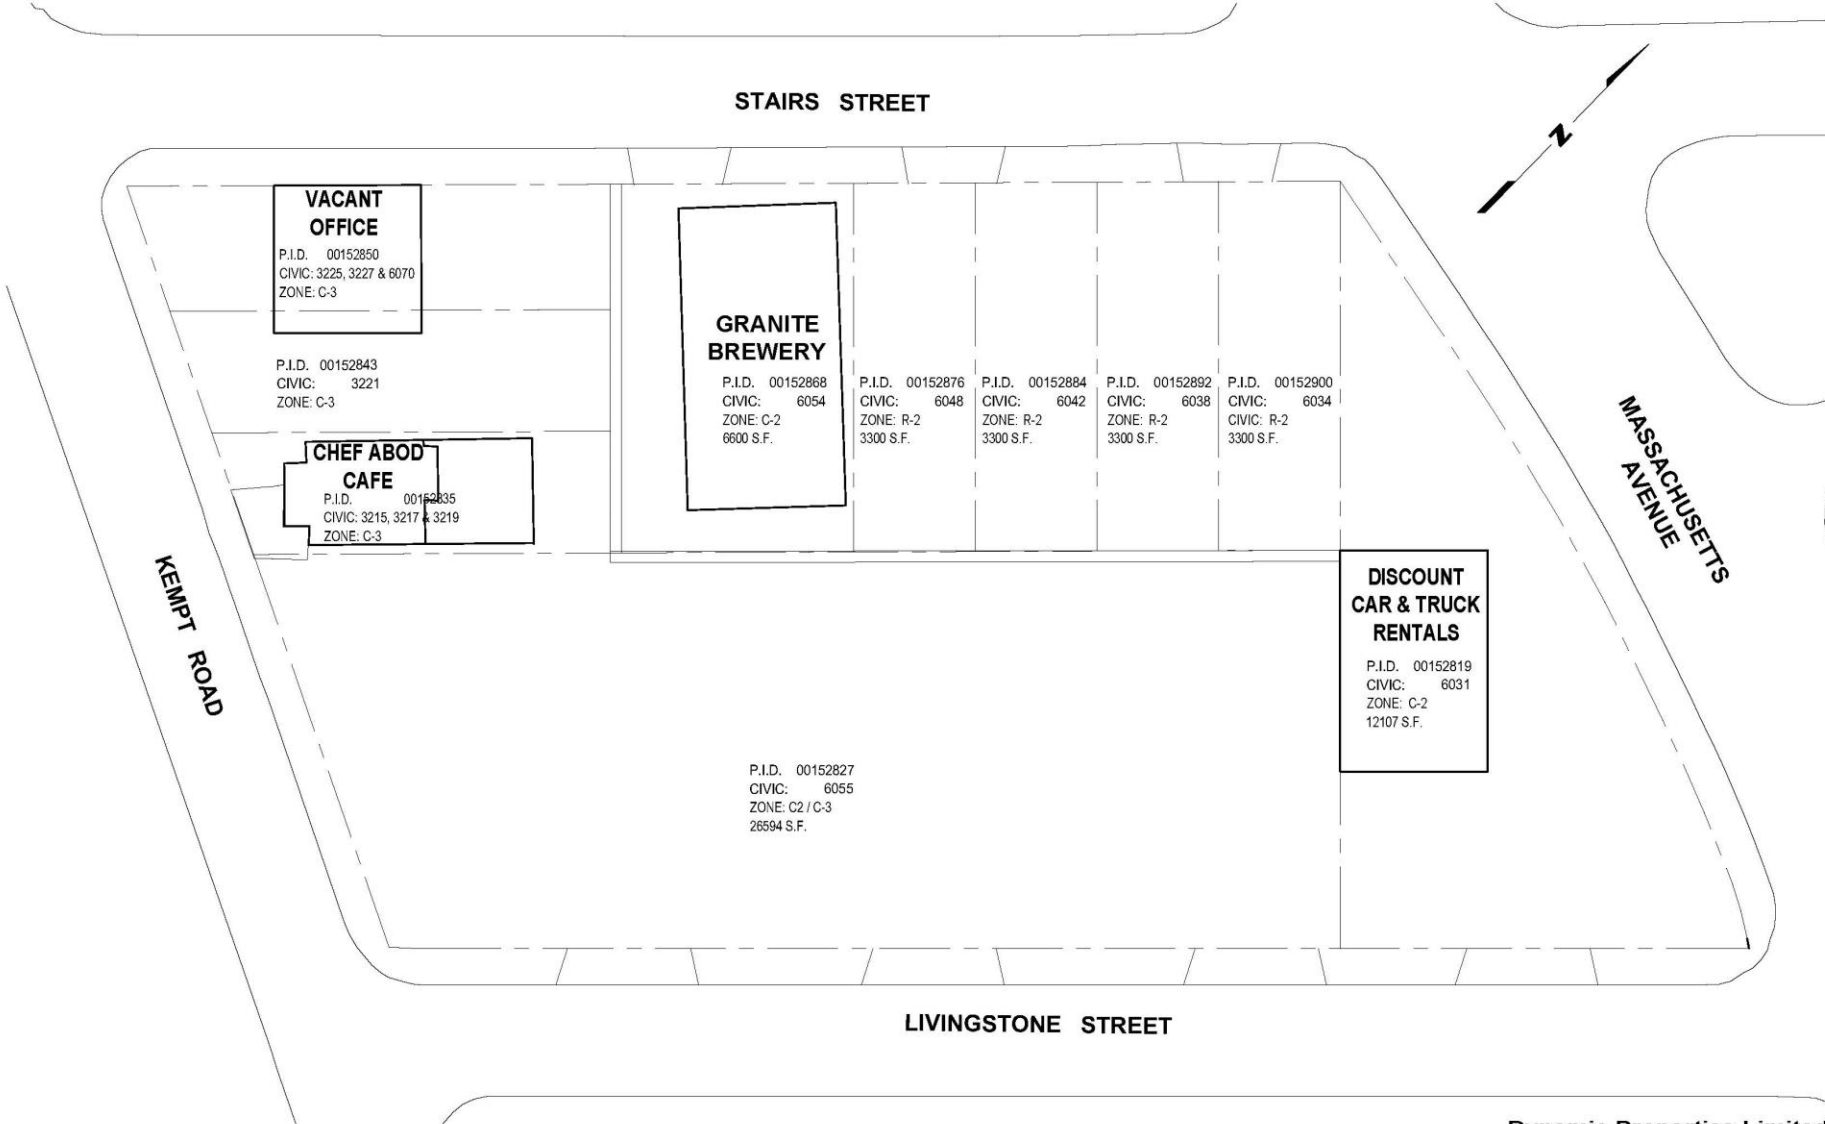 STAIRS STREET
N
VACANT
OFFICE
P.I.D. 00152850
CIVIC: 3225, 3227 & 6070
ZONE: C-3
P.I.D. 00152843
CIVIC: 3221
ZONE: C-3
CHEF ABOD
CAFE
P.I.D. 00152835
CIVIC: 3215, 3217 & 3219
ZONE: C-3
GRANITE
BREWERY
P.I.D. 00152868
CIVIC: 6054
ZONE: C-2
6600 S.F.
P.I.D. 00152876
CIVIC: 6048
ZONE: R-2
3300 S.F.
P.I.D. 00152884
CIVIC: 6042
ZONE: R-2
3300 S.F.
P.I.D. 00152892
CIVIC: 6038
ZONE: R-2
3300 S.F.
P.I.D. 00152900
CIVIC: 6034
CIVIC: R-2
3300 S.F.
MASSACHUSETTS
AVENUE
KEMPT ROAD
DISCOUNT
CAR & TRUCK
RENTALS
P.I.D. 00152819
CIVIC: 6031
ZONE: C-2
12107 S.F.
P.I.D. 00152827
CIVIC: 6055
ZONE: C2 / C-3
26594 S.F.
LIVINGSTONE STREET
Dynamic Properties Limited